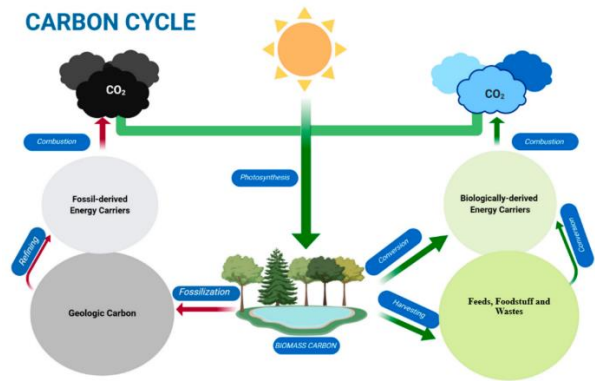 CARBON CYCLE
CO₂
CO₂
Combustion
Combustion
Photosynthesis
Fossil-derived
Energy Carriers
Biologically-derived
Energy Carriers
Refining
Conversion
Conversion
Fossilization
Geologic Carbon
Harvesting
Feeds, Foodstuff and
Wastes
BIOMASS CARBON